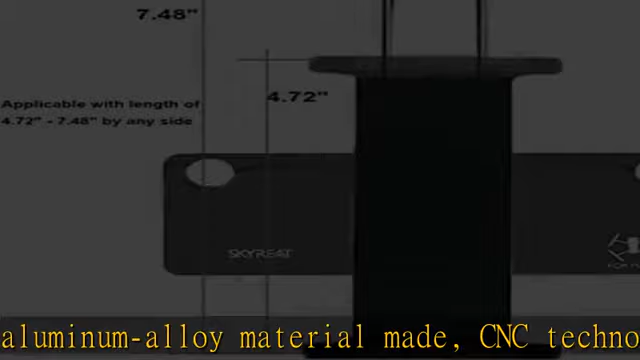 7.48"
4.72"
Applicable with length of
4.72" - 7.48" by any side
SKYREAT
aluminum-alloy material made, CNC techno